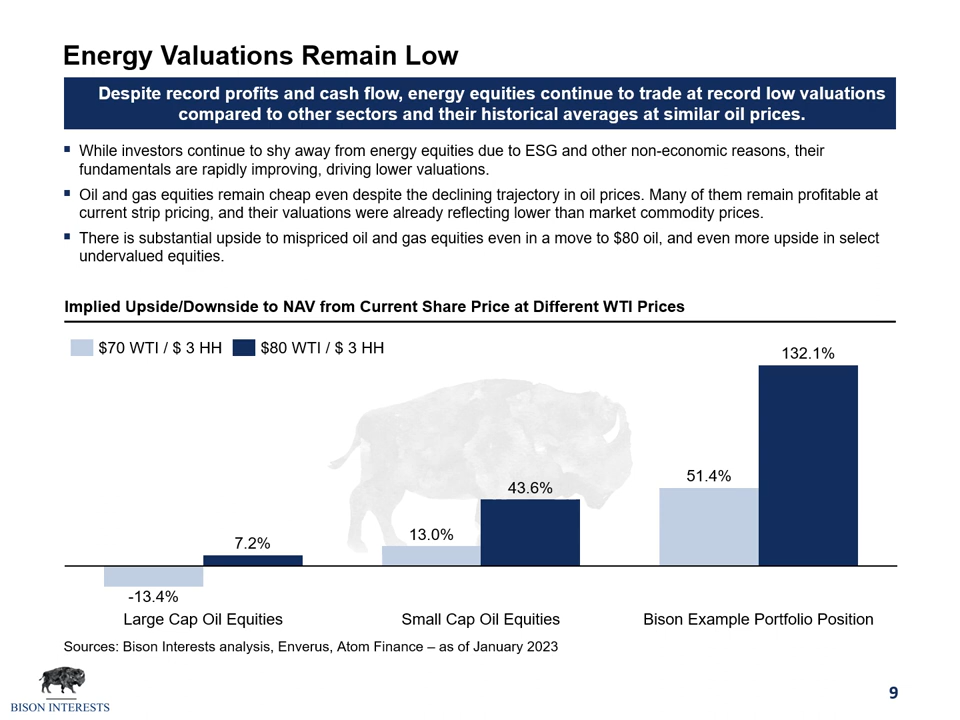 Energy Valuations Remain Low
Despite record profits and cash flow, energy equities continue to trade at record low valuations
compared to other sectors and their historical averages at similar oil prices.
▪ While investors continue to shy away from energy equities due to ESG and other non-economic reasons, their
fundamentals are rapidly improving, driving lower valuations.
▪ Oil and gas equities remain cheap even despite the declining trajectory in oil prices. Many of them remain profitable at
current strip pricing, and their valuations were already reflecting lower than market commodity prices.
▪ There is substantial upside to mispriced oil and gas equities even in a move to $80 oil, and even more upside in select
undervalued equities.
Implied Upside/Downside to NAV from Current Share Price at Different WTI Prices
$70 WTI / $ 3 HH $80 WTI / $ 3 HH
132.1%
51.4%
43.6%
13.0%
7.2%
-13.4%
Large Cap Oil Equities Small Cap Oil Equities Bison Example Portfolio Position
Sources: Bison Interests analysis, Enverus, Atom Finance – as of January 2023
BISON INTERESTS
9